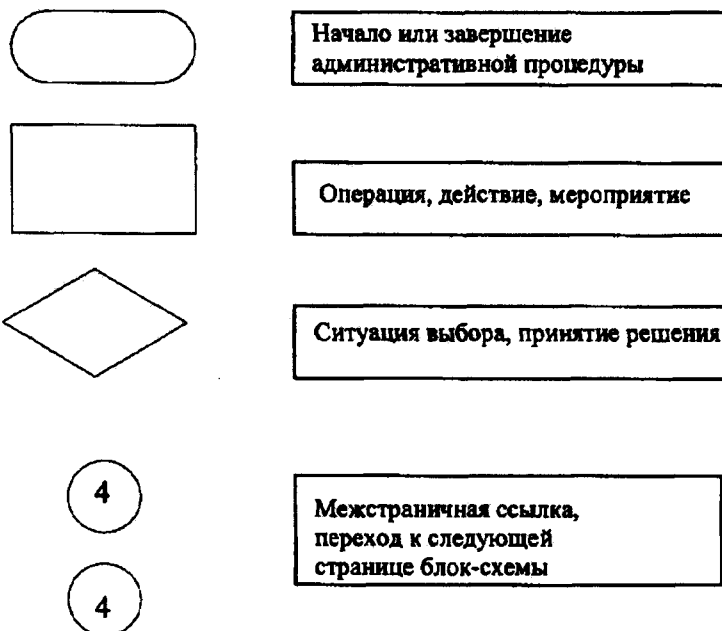 Начало или завершение
административной процедуры
Операция, действие, мероприятие
Ситуация выбора, принятие решения
4
Межстраничная ссылка,
переход к следующей
странице блок-схемы
4